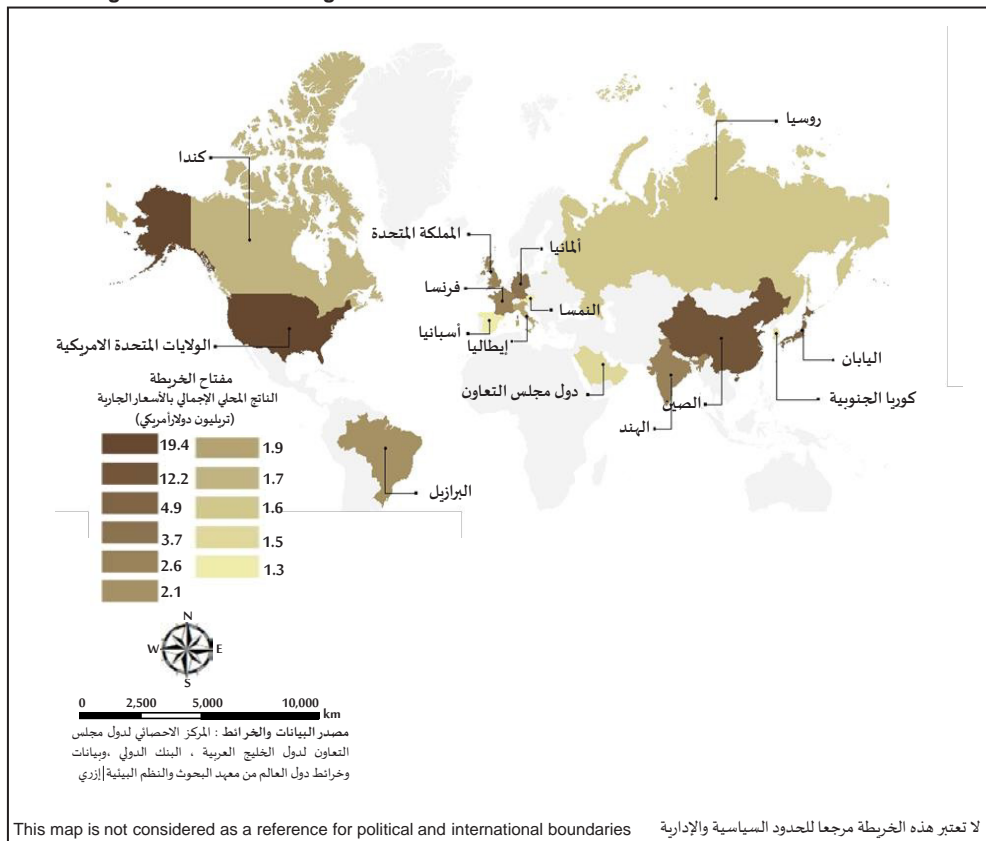 روسيا
كندا
المملكة المتحدة
ألمانيا
فرنسا
النمسا
أسبانيا
إيطاليا
الولايات المتحدة الامريكية
اليابان
دول مجلس التعاون
الصين
كوريا الجنوبية
الهند
البرازيل
مفتاح الخريطة
الناتج المحلي الإجمالي بالأسعار الجارية
(تريليون دولارأمريكي)
19.4 1.9
12.2 1.7
4.9 1.6
3.7 1.5
2.6 1.3
2.1
N
W E
S
0 2,500 5,000 10,000
km
مصدر البيانات والخرائط : المركز الاحصائي لدول مجلس
التعاون لدول الخليج العربية ، البنك الدولي ،وبيانات
وخرائط دول العالم من معهد البحوث والنظم البيئية|إزري
This map is not considered as a reference for political and international boundaries لا تعتبر هذه الخريطة مرجعا للحدود السياسية والإدارية